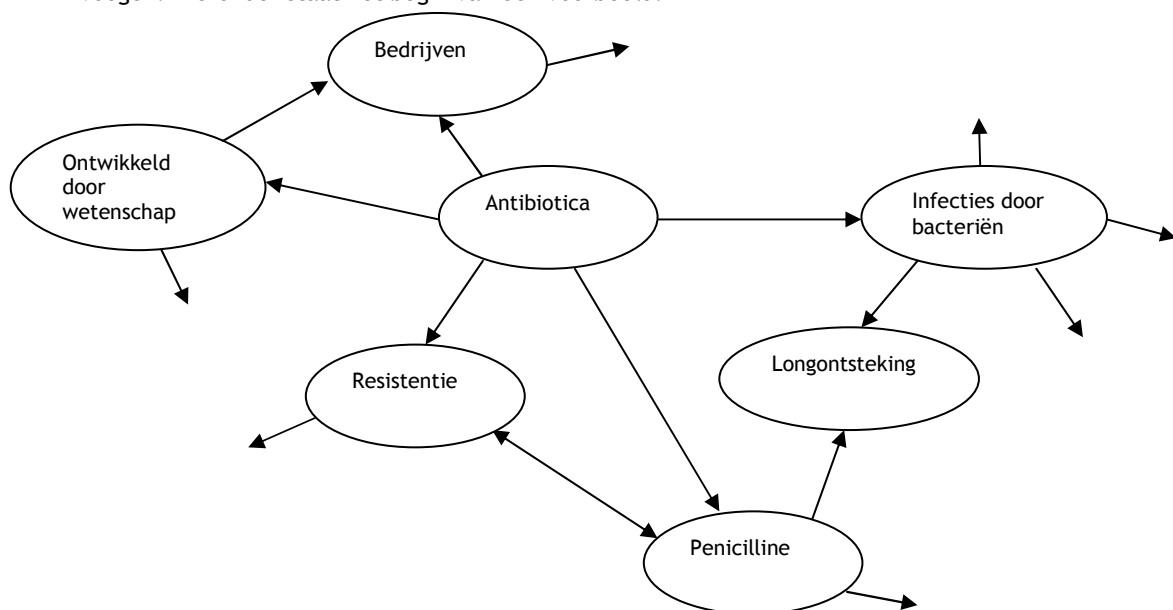 Bedrijven
Ontwikkeld
door
wetenschap
Antibiotica
Infecties door
bacteriën
Resistentie
Longontsteking
Penicilline